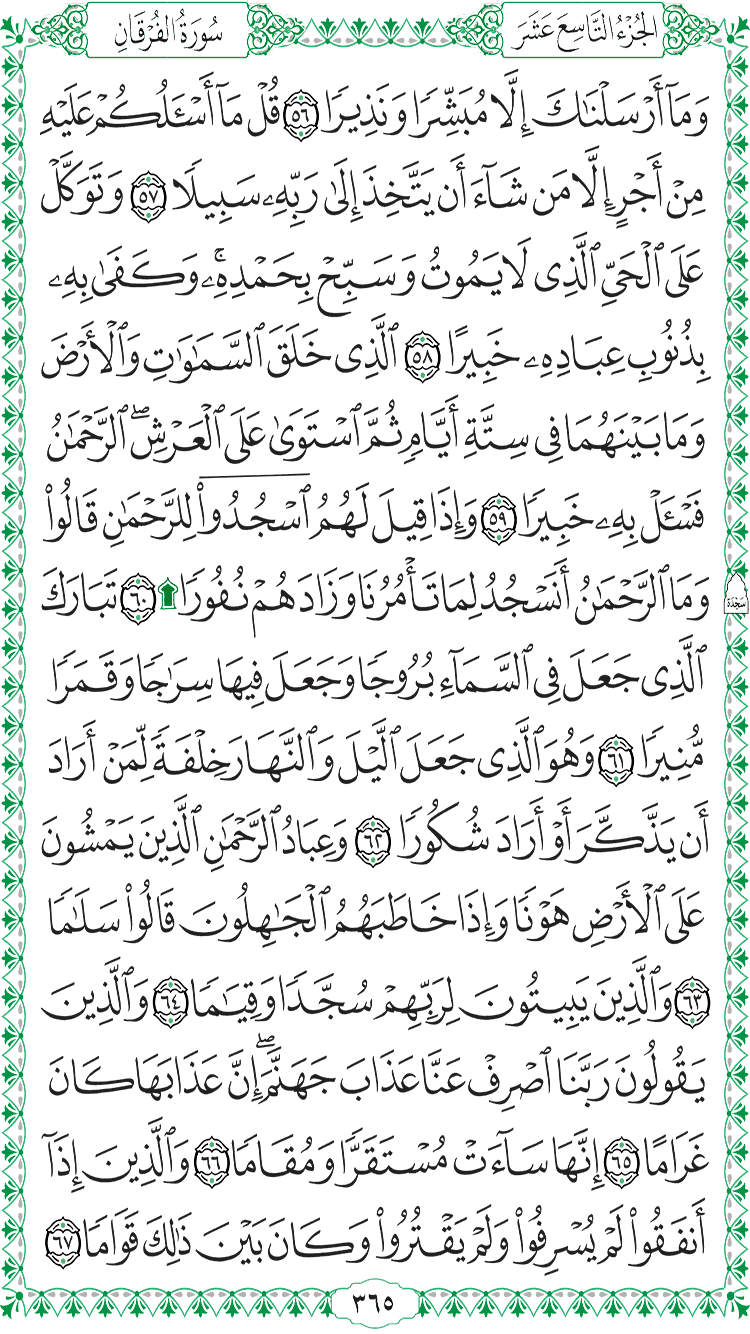 الجُزْءُ التَّاسِعَ عَشَرَ
سُورَةُ الفُرْقَانِ
وَمَآ أَرْسَلْنَٰكَ إِلَّا مُبَشِّرٗا وَنَذِيرٗا ٥٦ قُلْ مَآ أَسْـَٔلُكُمْ عَلَيْهِ
مِنْ أَجْرٍ إِلَّا مَن شَآءَ أَن يَتَّخِذَ إِلَىٰ رَبِّهِۦ سَبِيلٗا ٥٧ وَتَوَكَّلْ
عَلَى ٱلْحَيِّ ٱلَّذِى لَا يَمُوتُ وَسَبِّحْ بِحَمْدِهِۦۚ وَكَفَىٰ بِهِۦ
بِذُنُوبِ عِبَادِهِۦ خَبِيرًا ٥٨ ٱلَّذِى خَلَقَ ٱلسَّمَٰوَٰتِ وَٱلْأَرْضَ
وَمَا بَيْنَهُمَا فِى سِتَّةِ أَيَّامٖ ثُمَّ ٱسْتَوَىٰ عَلَى ٱلْعَرْشِۖ ٱلرَّحْمَٰنُ
فَسْـَٔلْ بِهِۦ خَبِيرٗا ٥٩ وَإِذَا قِيلَ لَهُمُ ٱسْجُدُوا۟ لِلرَّحْمَٰنِ قَالُوا۟
وَمَا ٱلرَّحْمَٰنُ أَنَسْجُدُ لِمَا تَأْمُرُنَا وَزَادَهُمْ نُفُورٗا ۩ ٦٠ تَبَارَكَ
سَجْدَة
ٱلَّذِى جَعَلَ فِى ٱلسَّمَآءِ بُرُوجٗا وَجَعَلَ فِيهَا سِرَٰجٗا وَقَمَرٗا
مُّنِيرٗا ٦١ وَهُوَ ٱلَّذِى جَعَلَ ٱلَّيْلَ وَٱلنَّهَارَ خِلْفَةٗ لِّمَنْ أَرَادَ
أَن يَذَّكَّرَ أَوْ أَرَادَ شُكُورٗا ٦٢ وَعِبَادُ ٱلرَّحْمَٰنِ ٱلَّذِينَ يَمْشُونَ
عَلَى ٱلْأَرْضِ هَوْنٗا وَإِذَا خَاطَبَهُمُ ٱلْجَٰهِلُونَ قَالُوا۟ سَلَٰمٗا
٦٣ وَٱلَّذِينَ يَبِيتُونَ لِرَبِّهِمْ سُجَّدٗا وَقِيَٰمٗا ٦٤ وَٱلَّذِينَ
يَقُولُونَ رَبَّنَا ٱصْرِفْ عَنَّا عَذَابَ جَهَنَّمَۖ إِنَّ عَذَابَهَا كَانَ
غَرَامًا ٦٥ إِنَّهَا سَآءَتْ مُسْتَقَرّٗا وَمُقَامٗا ٦٦ وَٱلَّذِينَ إِذَآ
أَنفَقُوا۟ لَمْ يُسْرِفُوا۟ وَلَمْ يَقْتُرُوا۟ وَكَانَ بَيْنَ ذَٰلِكَ قَوَامٗا ٦٧
٣٦٥